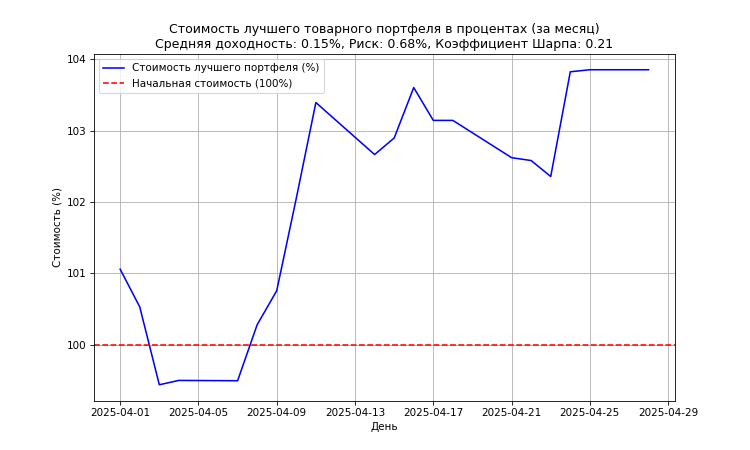 Стоимость лучшего товарного портфеля в процентах (за месяц)
Средняя доходность: 0.15%, Риск: 0.68%, Коэффициент Шарпа: 0.21
Стоимость лучшего портфеля (%)
Начальная стоимость (100%)
Стоимость (%)
104
103
102
101
100
2025-04-01
2025-04-05
2025-04-09
2025-04-13
2025-04-17
2025-04-21
2025-04-25
2025-04-29
День